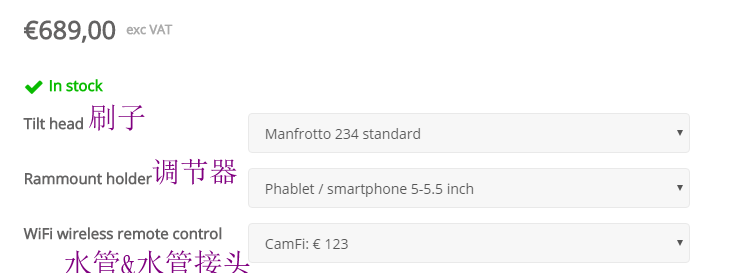 €689,00 exc VAT
In stock
Tilt head 刷子 Manfrotto 234 standard
Rammount holder 调节器 Phablet / smartphone 5-5.5 inch
WiFi wireless remote control CamFi: € 123
水管&水管接头